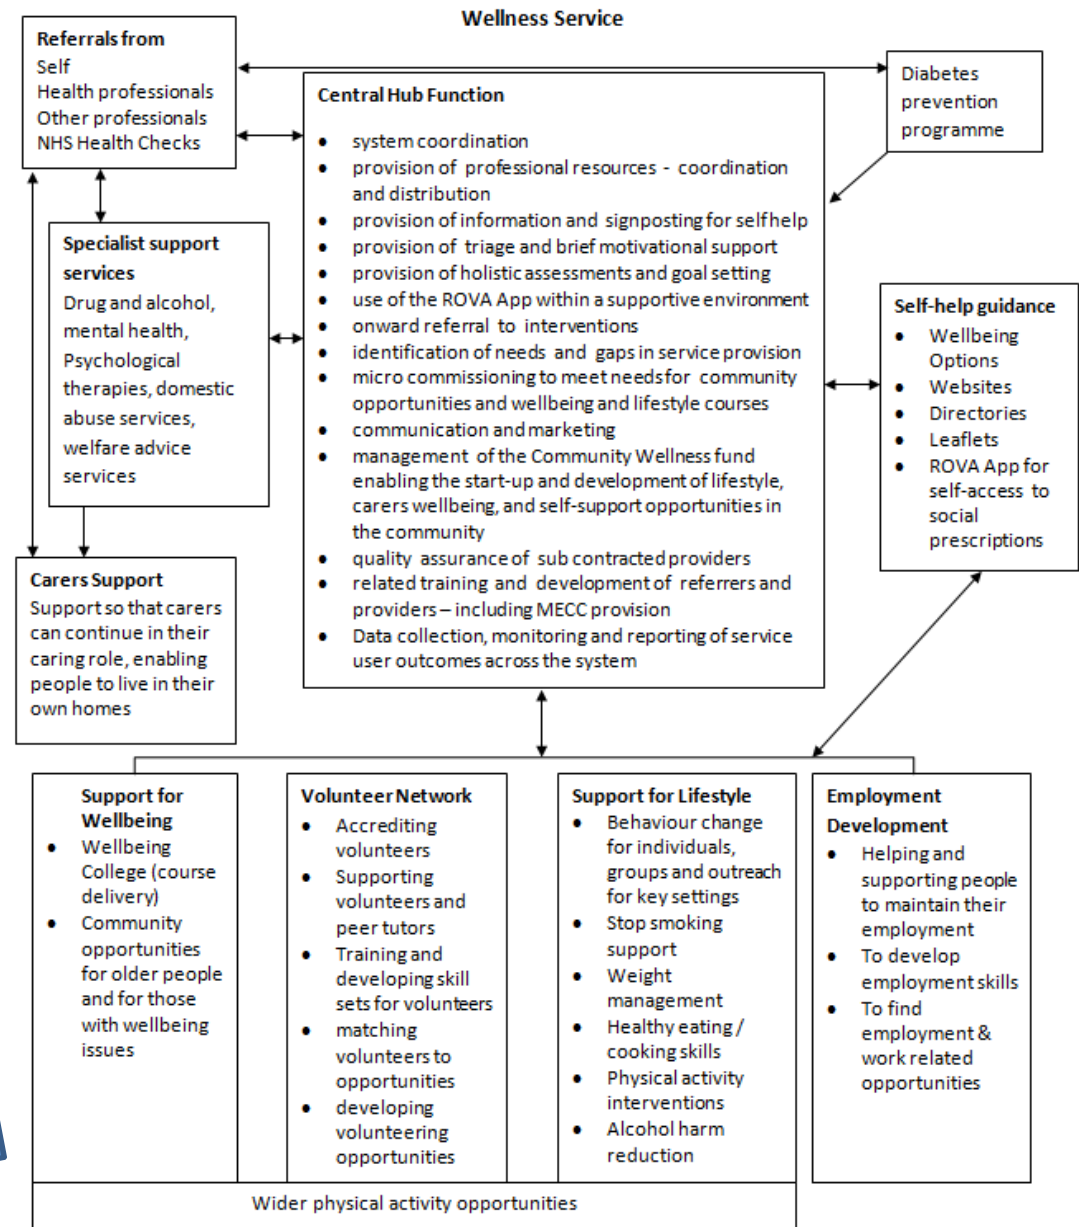 Wellness Service
Referrals from
Self
Health professionals
Other professionals
NHS Health Checks
Diabetes
prevention
programme
Central Hub Function
● system coordination
● provision of professional resources - coordination
and distribution
● provision of information and signposting for self help
● provision of triage and brief motivational support
● provision of holistic assessments and goal setting
● use of the ROVA App within a supportive environment
● onward referral to interventions
● identification of needs and gaps in service provision
● micro commissioning to meet needs for community
opportunities and wellbeing and lifestyle courses
● communication and marketing
● management of the Community Wellness fund
enabling the start-up and development of lifestyle,
carers wellbeing, and self-support opportunities in
the community
● quality assurance of sub contracted providers
● related training and development of referrers and
providers – including MECC provision
● Data collection, monitoring and reporting of service
user outcomes across the system
Specialist support
services
Drug and alcohol,
mental health,
Psychological
therapies, domestic
abuse services,
welfare advice
services
Self-help guidance
● Wellbeing
Options
● Websites
● Directories
● Leaflets
● ROVA App for
self-access to
social
prescriptions
Carers Support
Support so that carers
can continue in their
caring role, enabling
people to live in their
own homes
Support for
Wellbeing
● Wellbeing
College (course
delivery)
● Community
opportunities
for older people
and for those
with wellbeing
issues
Volunteer Network
● Accrediting
volunteers
● Supporting
volunteers and
peer tutors
● Training and
developing skill
sets for volunteers
● matching
volunteers to
opportunities
● developing
volunteering
opportunities
Support for Lifestyle
● Behaviour change
for individuals,
groups and outreach
for key settings
● Stop smoking
support
● Weight
management
● Healthy eating /
cooking skills
● Physical activity
interventions
● Alcohol harm
reduction
Employment
Development
● Helping and
supporting people
to maintain their
employment
● To develop
employment skills
● To find
employment &
work related
opportunities
Wider physical activity opportunities